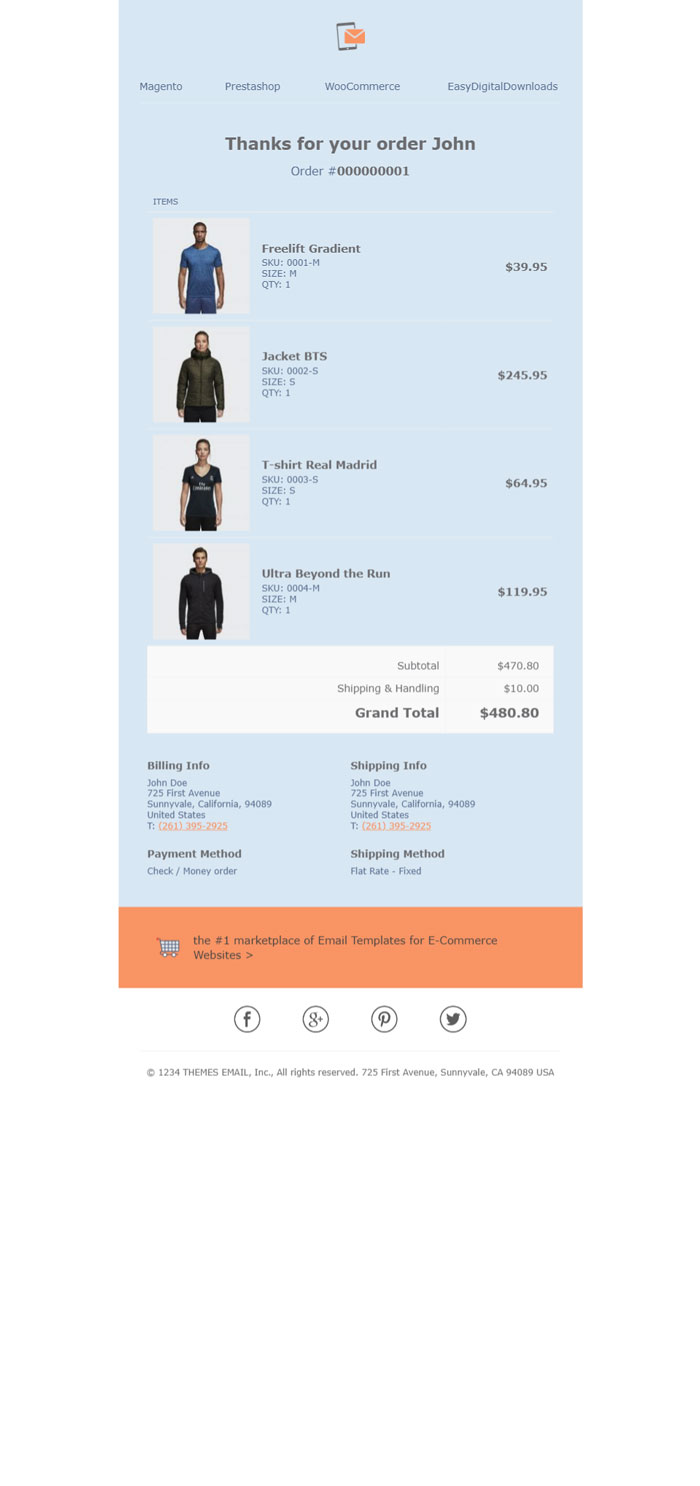 Magento Prestashop WooCommerce EasyDigitalDownloads
Thanks for your order John
Order #000000001
ITEMS
Freelift Gradient
SKU: 0001-M
SIZE: M
QTY: 1
$39.95
Jacket BTS
SKU: 0002-S
SIZE: S
QTY: 1
$245.95
T-shirt Real Madrid
SKU: 0003-S
SIZE: S
QTY: 1
$64.95
Fly
Emirates
Ultra Beyond the Run
SKU: 0004-M
SIZE: M
QTY: 1
$119.95
Subtotal $470.80
Shipping & Handling $10.00
Grand Total $480.80
Billing Info
John Doe
725 First Avenue
Sunnyvale, California, 94089
United States
T: (261) 395-2925
Shipping Info
John Doe
725 First Avenue
Sunnyvale, California, 94089
United States
T: (261) 395-2925
Payment Method
Check / Money order
Shipping Method
Flat Rate - Fixed
the #1 marketplace of Email Templates for E-Commerce
Websites >
© 1234 THEMES EMAIL, Inc., All rights reserved. 725 First Avenue, Sunnyvale, CA 94089 USA